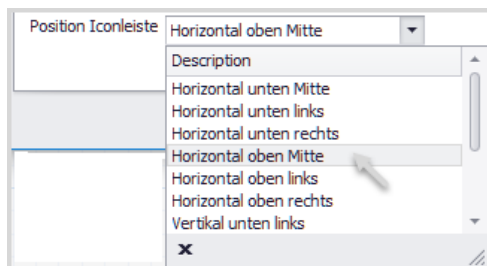 Position Iconleiste Horizontal oben Mitte
Description
Horizontal unten Mitte
Horizontal unten links
Horizontal unten rechts
Horizontal oben Mitte
Horizontal oben links
Horizontal oben rechts
Vertikal unten links
x